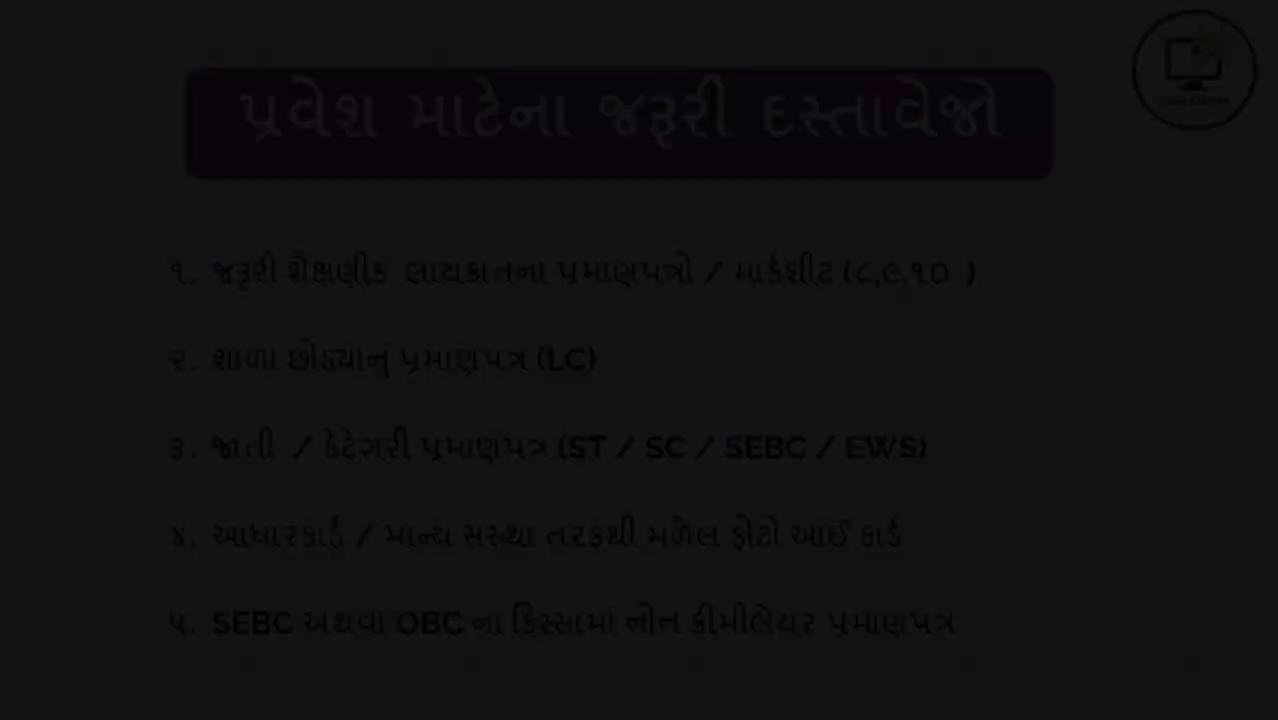 પ્રવેશ માટેના જરૂરી દસ્તાવેજો
૧. જરૂરી શૈક્ષણીક લાયકાતના પ્રમાણપત્રો / માર્કશીટ (૮,૯,૧૦ )
૨. શાળા છોડ્યાનું પ્રમાણપત્ર (LC)
૩. જાતી / કેટેગરી પ્રમાણપત્ર (ST / SC / SEBC / EWS)
૪. આધારકાર્ડ / માન્ય સસ્થા તરફથી મળેલ ફોટો આઈ કાર્ડ
૫. SEBC અથવા OBC ના કિસ્સામાં નોન ક્રીમીલેયર પ્રમાણપત્ર